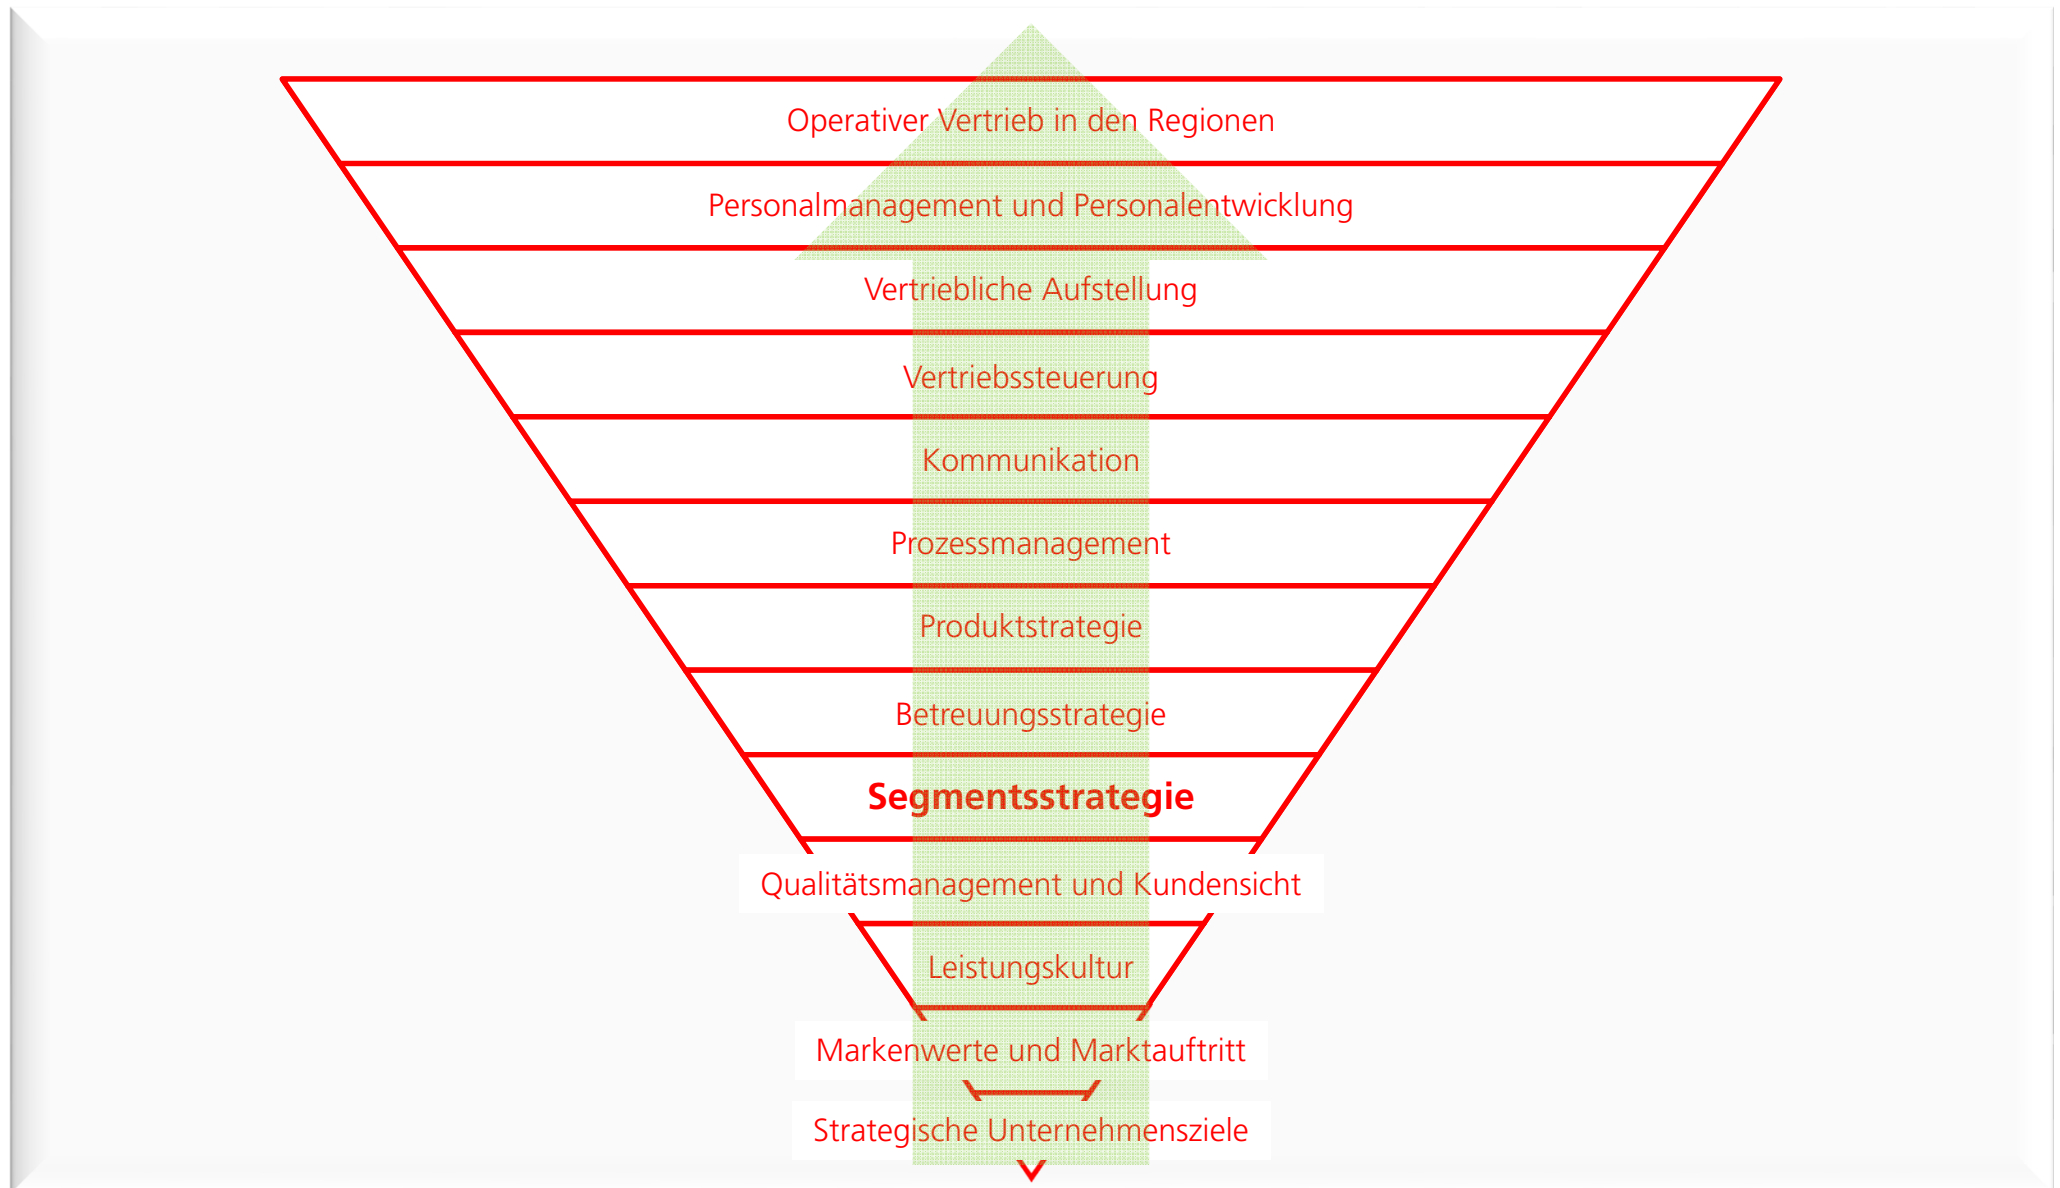 Operativer Vertrieb in den Regionen
Personalmanagement und Personalentwicklung
Vertriebliche Aufstellung
Vertriebssteuerung
Kommunikation
Prozessmanagement
Produktstrategie
Betreuungsstrategie
Segmentsstrategie
Qualitätsmanagement und Kundensicht
Leistungskultur
Markenwerte und Marktauftritt
Strategische Unternehmensziele